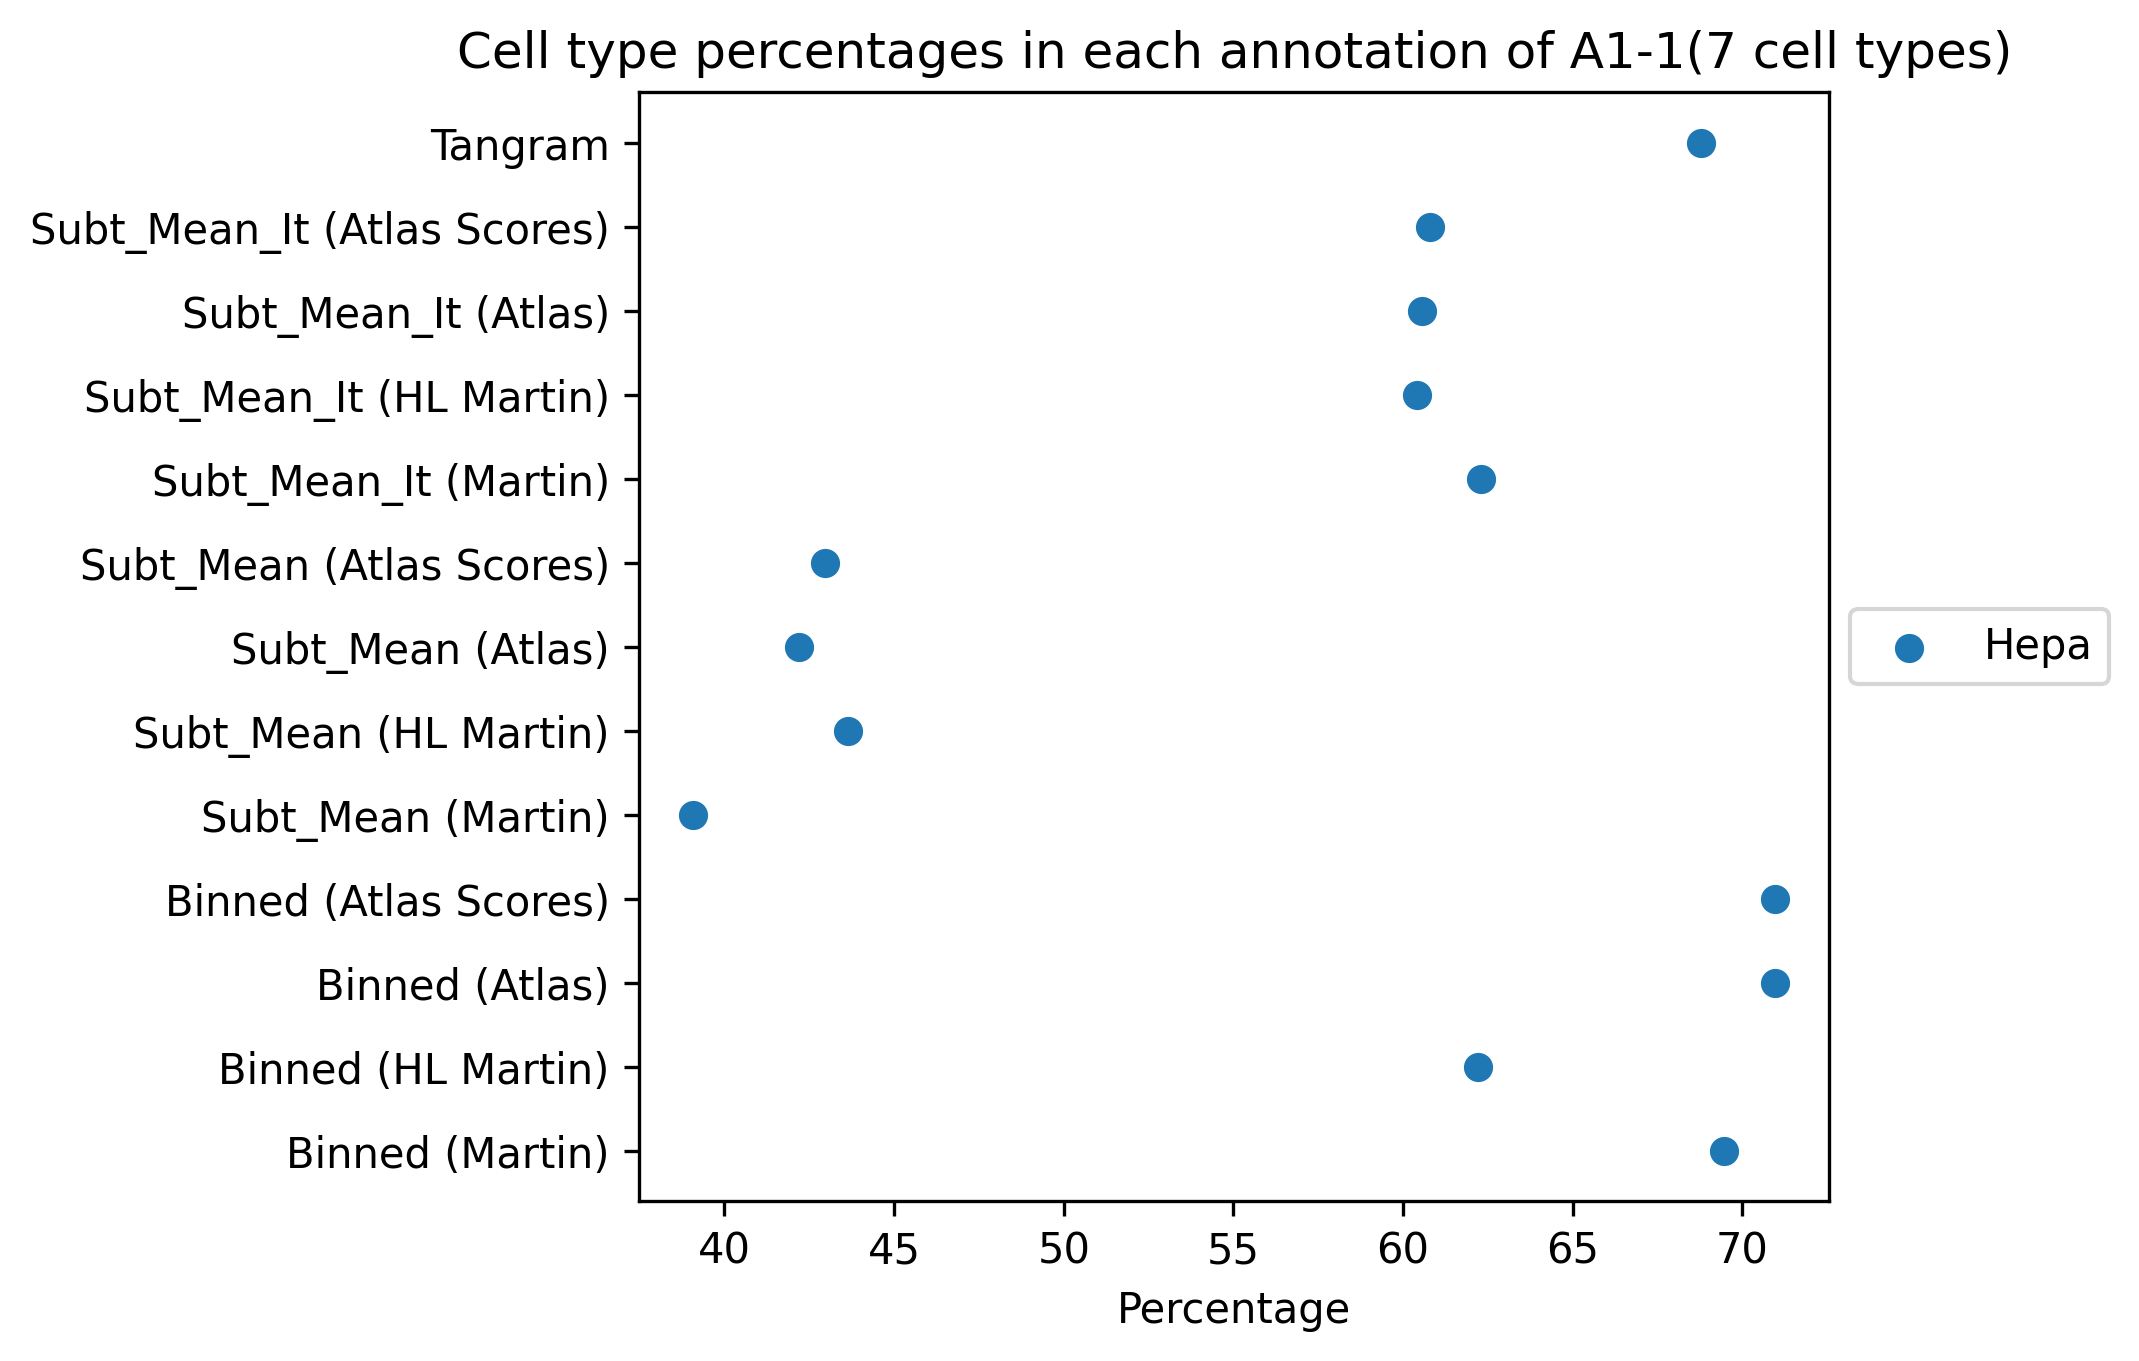 Cell type percentages in each annotation of A1-1(7 cell types)
Tangram
Subt_Mean_It (Atlas Scores)
Subt_Mean_It (Atlas)
Subt_Mean_It (HL Martin)
Subt_Mean_It (Martin)
Subt_Mean (Atlas Scores)
Subt_Mean (Atlas)
Subt_Mean (HL Martin)
Subt_Mean (Martin)
Binned (Atlas Scores)
Binned (Atlas)
Binned (HL Martin)
Binned (Martin)
Hepa
40 45 50 55 60 65 70
Percentage